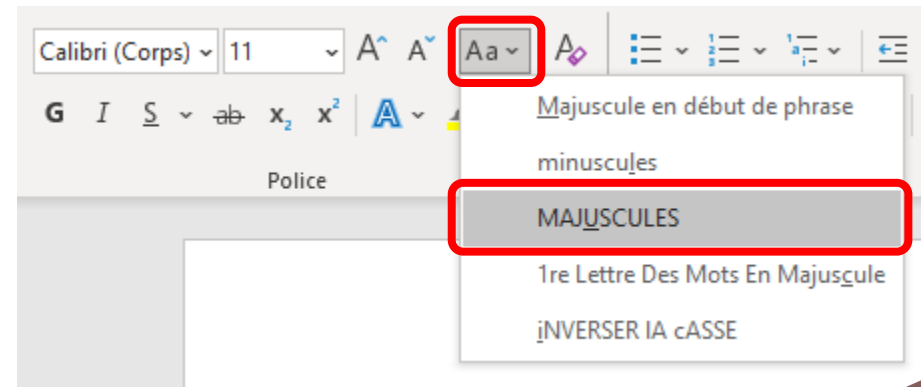 Calibri (Corps) 11 A A Aa A
G I S ab x₂ x² A
Police
Majuscule en début de phrase
minuscules
MAJUSCULES
1re Lettre Des Mots En Majuscule
iNVERSER lA cASSE